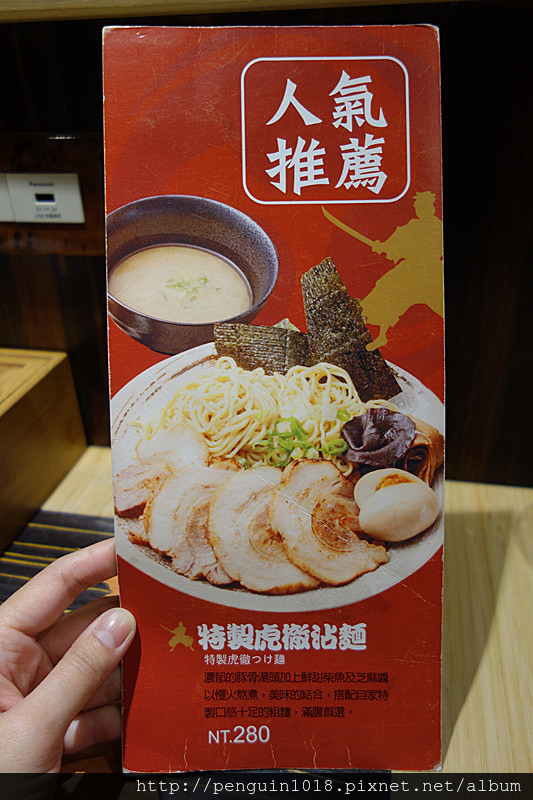 人氣
推薦
Panasonic
特製虎徹沾麵
特製虎徹つけ麺
濃郁的豚骨湯頭加上鮮甜柴魚及芝麻醬
以慢火熬煮，美味的結合，搭配自家特
製口感十足的粗麵，滿腹首選。
NT.280
http://penguin1018.pixnet.net/album